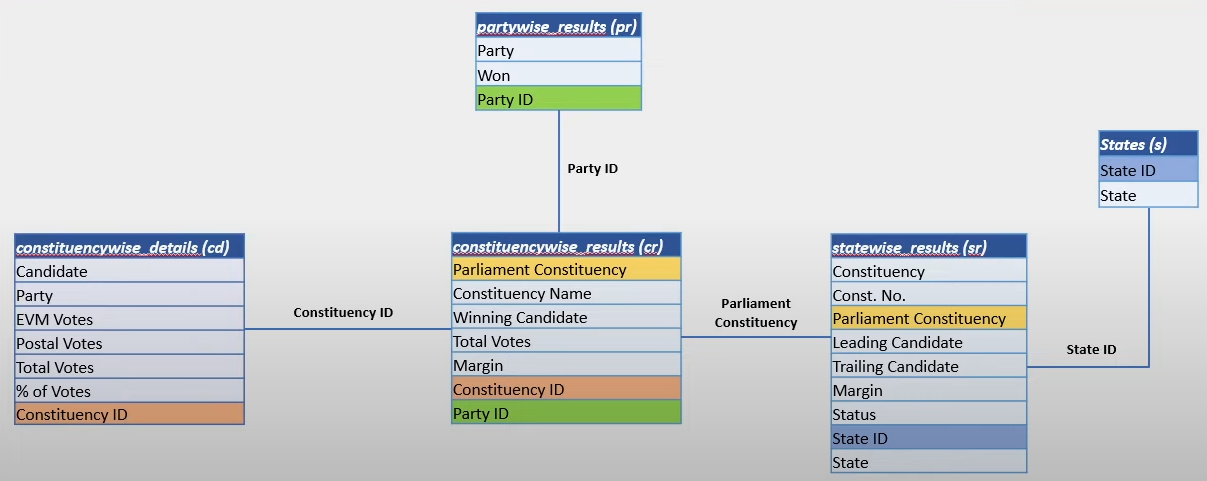 partywise_results (pr)
Party
Won
Party ID
Party ID
States (s)
State ID
State
constituencywise_details (cd)
Candidate
Party
EVM Votes
Postal Votes
Total Votes
% of Votes
Constituency ID
Constituency ID
constituencywise_results (cr)
Parliament Constituency
Constituency Name
Winning Candidate
Total Votes
Margin
Constituency ID
Party ID
Parliament
Constituency
statewise_results (sr)
Constituency
Const. No.
Parliament Constituency
Leading Candidate
Trailing Candidate
Margin
Status
State ID
State
State ID